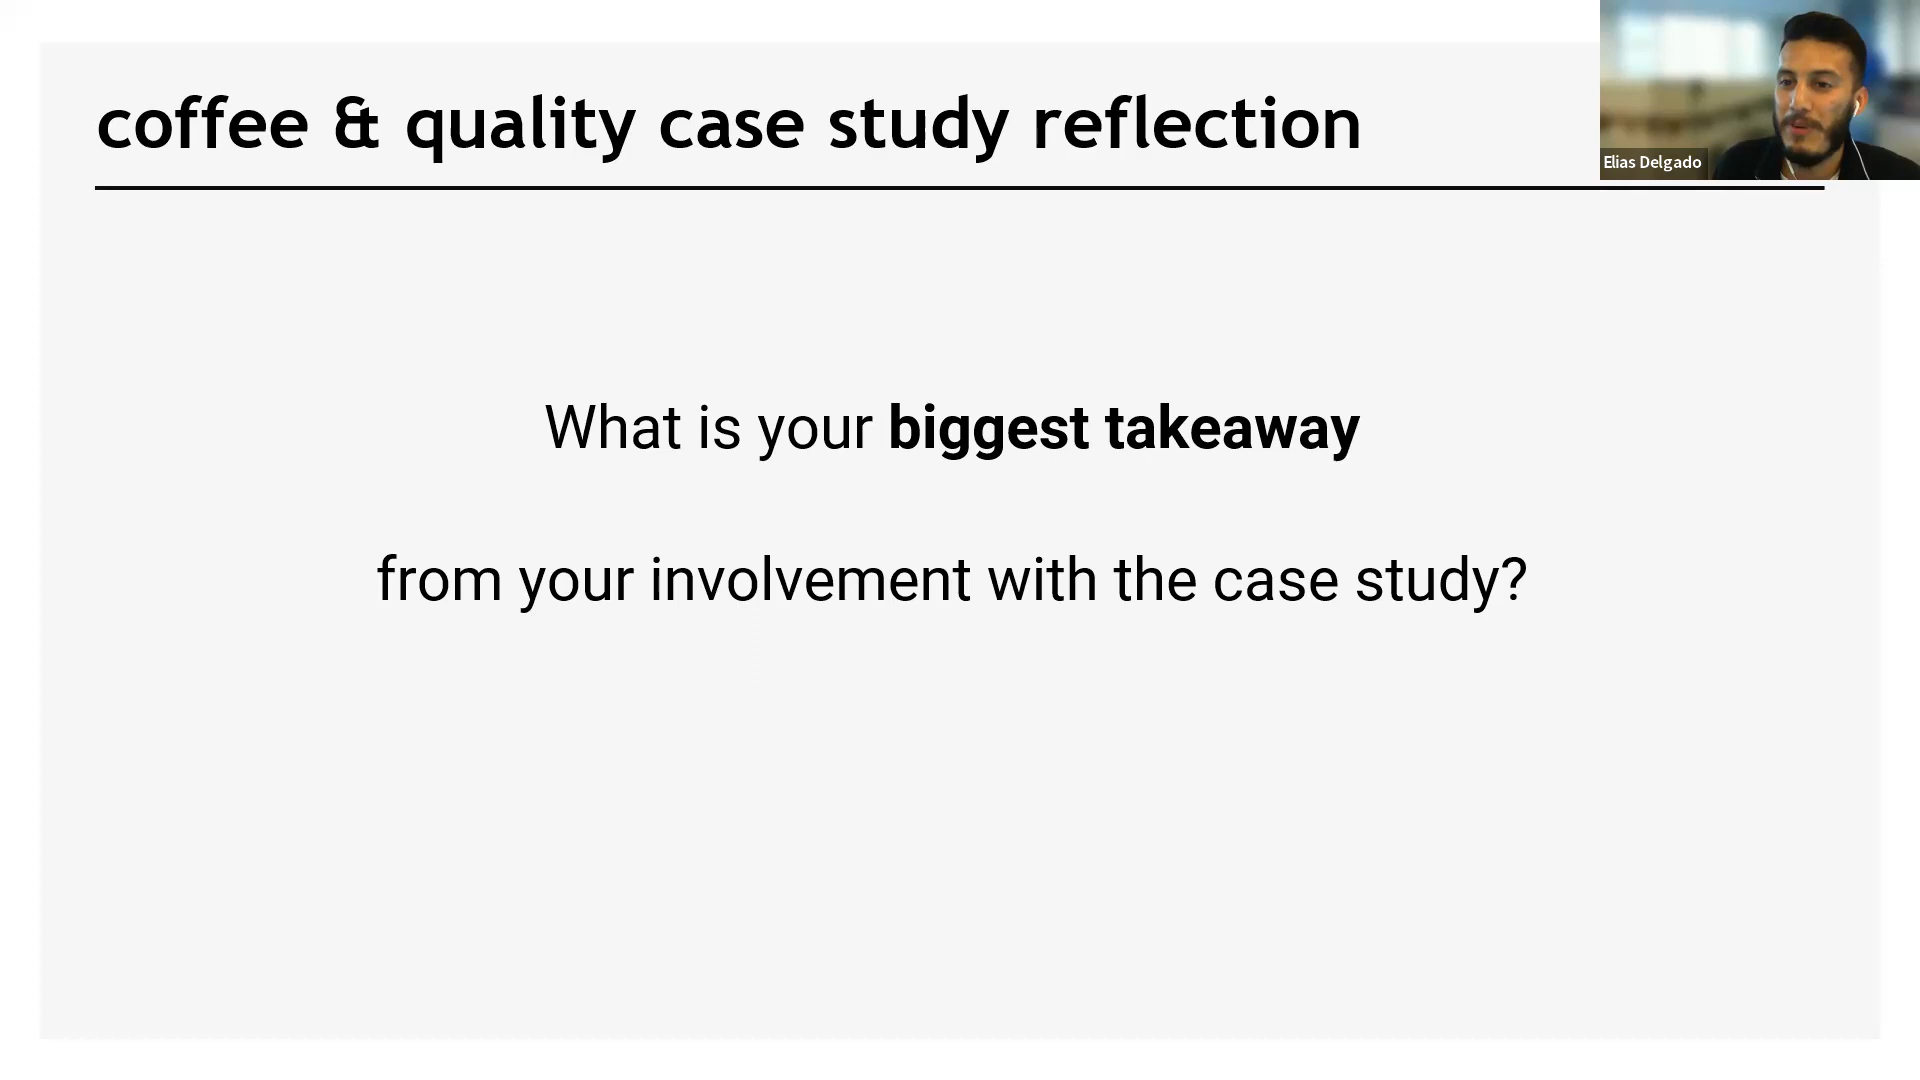 coffee & quality case study reflection
Elias Delgado
What is your biggest takeaway
from your involvement with the case study?